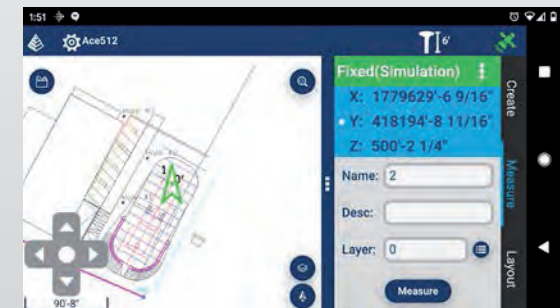 1:51
Ace512
6'
Fixed(Simulation)
X: 1779629'-6 9/16"
Y: 418194'-8 11/16"
Z: 500'-2 1/4"
Name: 2
Desc:
Layer: 0
Measure
Create
Measure
Layout
90'-8"